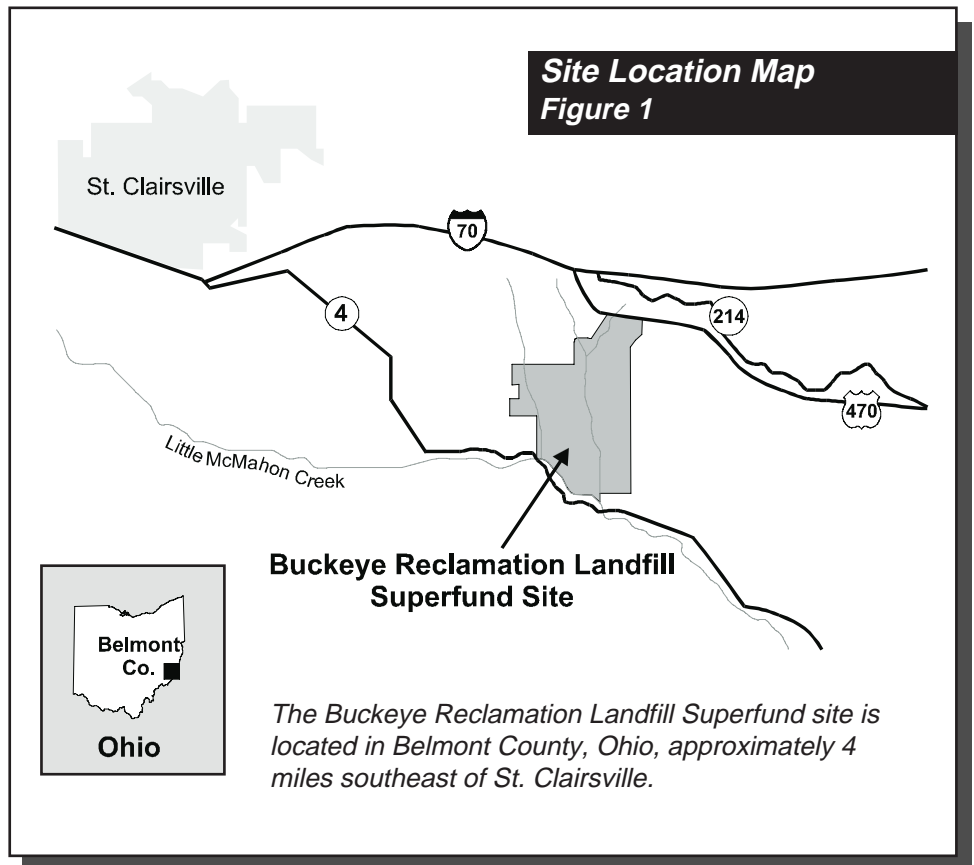 Site Location Map
Figure 1
St. Clairsville
70
4
214
470
Little McMahon Creek
Buckeye Reclamation Landfill
Superfund Site
Belmont
Co.
Ohio
The Buckeye Reclamation Landfill Superfund site is
located in Belmont County, Ohio, approximately 4
miles southeast of St. Clairsville.